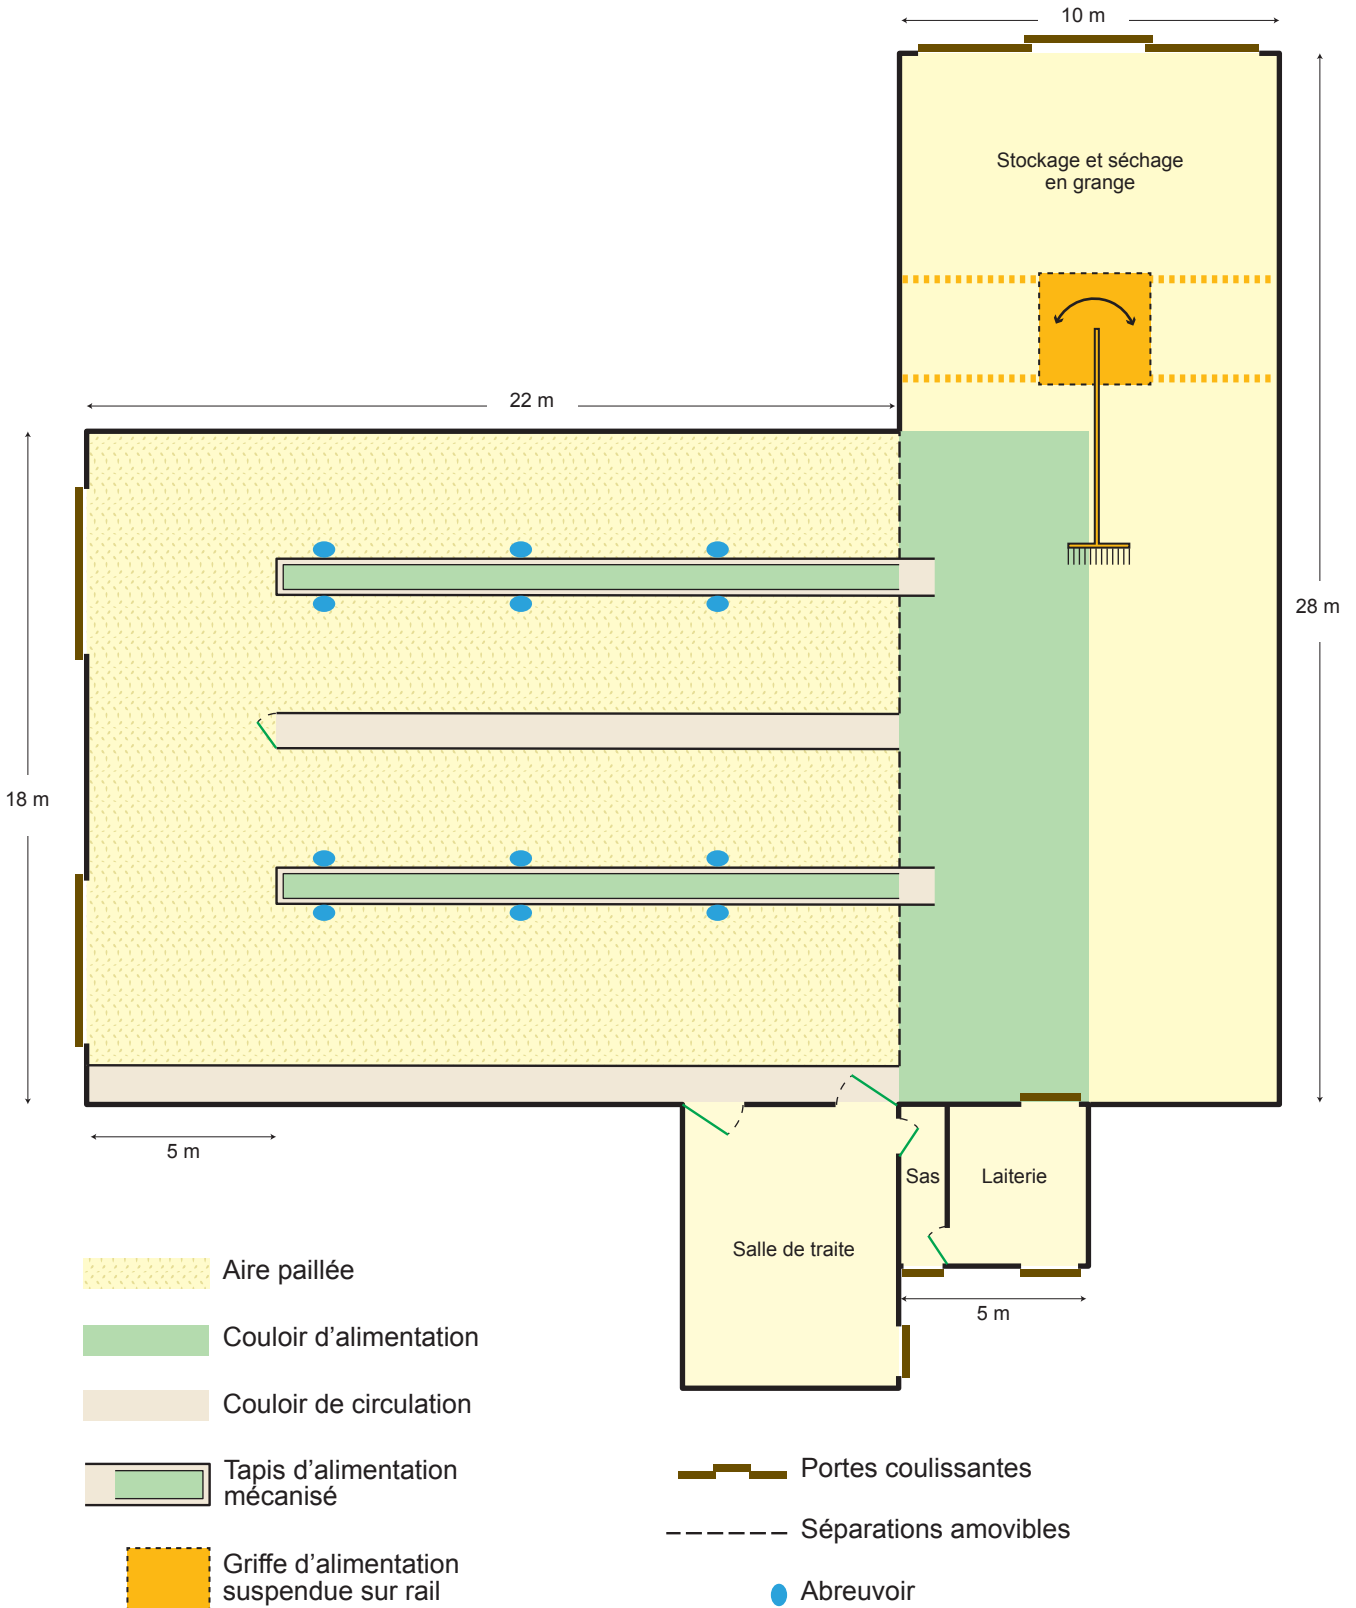 10 m
Stockage et séchage
en grange
22 m
28 m
18 m
5 m
Sas
Laiterie
Salle de traite
5 m
Aire paillée
Couloir d’alimentation
Couloir de circulation
Tapis d’alimentation
mécanisé
Griffe d’alimentation
suspendue sur rail
Portes coulissantes
Séparations amovibles
Abreuvoir